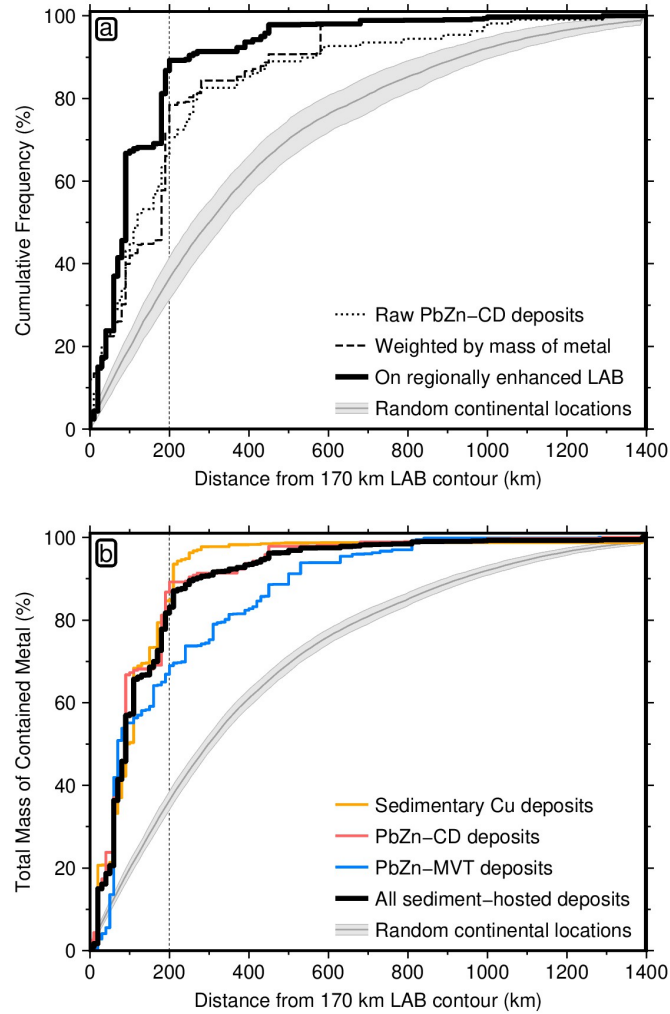 a
100
80
60
40
20
0
Cumulative Frequency (%)
Raw PbZn−CD deposits
Weighted by mass of metal
On regionally enhanced LAB
Random continental locations
0 200 400 600 800 1000 1200 1400
Distance from 170 km LAB contour (km)
b
100
80
60
40
20
0
Total Mass of Contained Metal (%)
Sedimentary Cu deposits
PbZn−CD deposits
PbZn−MVT deposits
All sediment−hosted deposits
Random continental locations
0 200 400 600 800 1000 1200 1400
Distance from 170 km LAB contour (km)